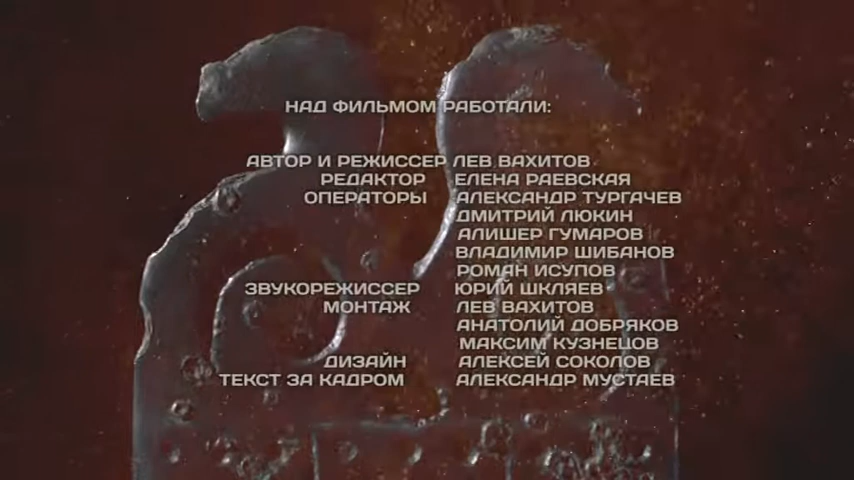 НАД ФИЛЬМОМ РАБОТАЛИ:
АВТОР И РЕЖИССЕР ЛЕВ ВАХИТОВ
РЕДАКТОР ЕЛЕНА РАЕВСКАЯ
ОПЕРАТОРЫ АЛЕКСАНДР ТУРГАЧЕВ
ДМИТРИЙ ЛЮКИН
АЛИШЕР ГУМАРОВ
ВЛАДИМИР ШИБАНОВ
РОМАН ИСУПОВ
ЗВУКОРЕЖИССЕР ЮРИЙ ШКЛЯЕВ
МОНТАЖ ЛЕВ ВАХИТОВ
АНАТОЛИЙ ДОБРЯКОВ
МАКСИМ КУЗНЕЦОВ
ДИЗАЙН АЛЕКСЕЙ СОКОЛОВ
ТЕКСТ ЗА КАДРОМ АЛЕКСАНДР МУСТАЕВ